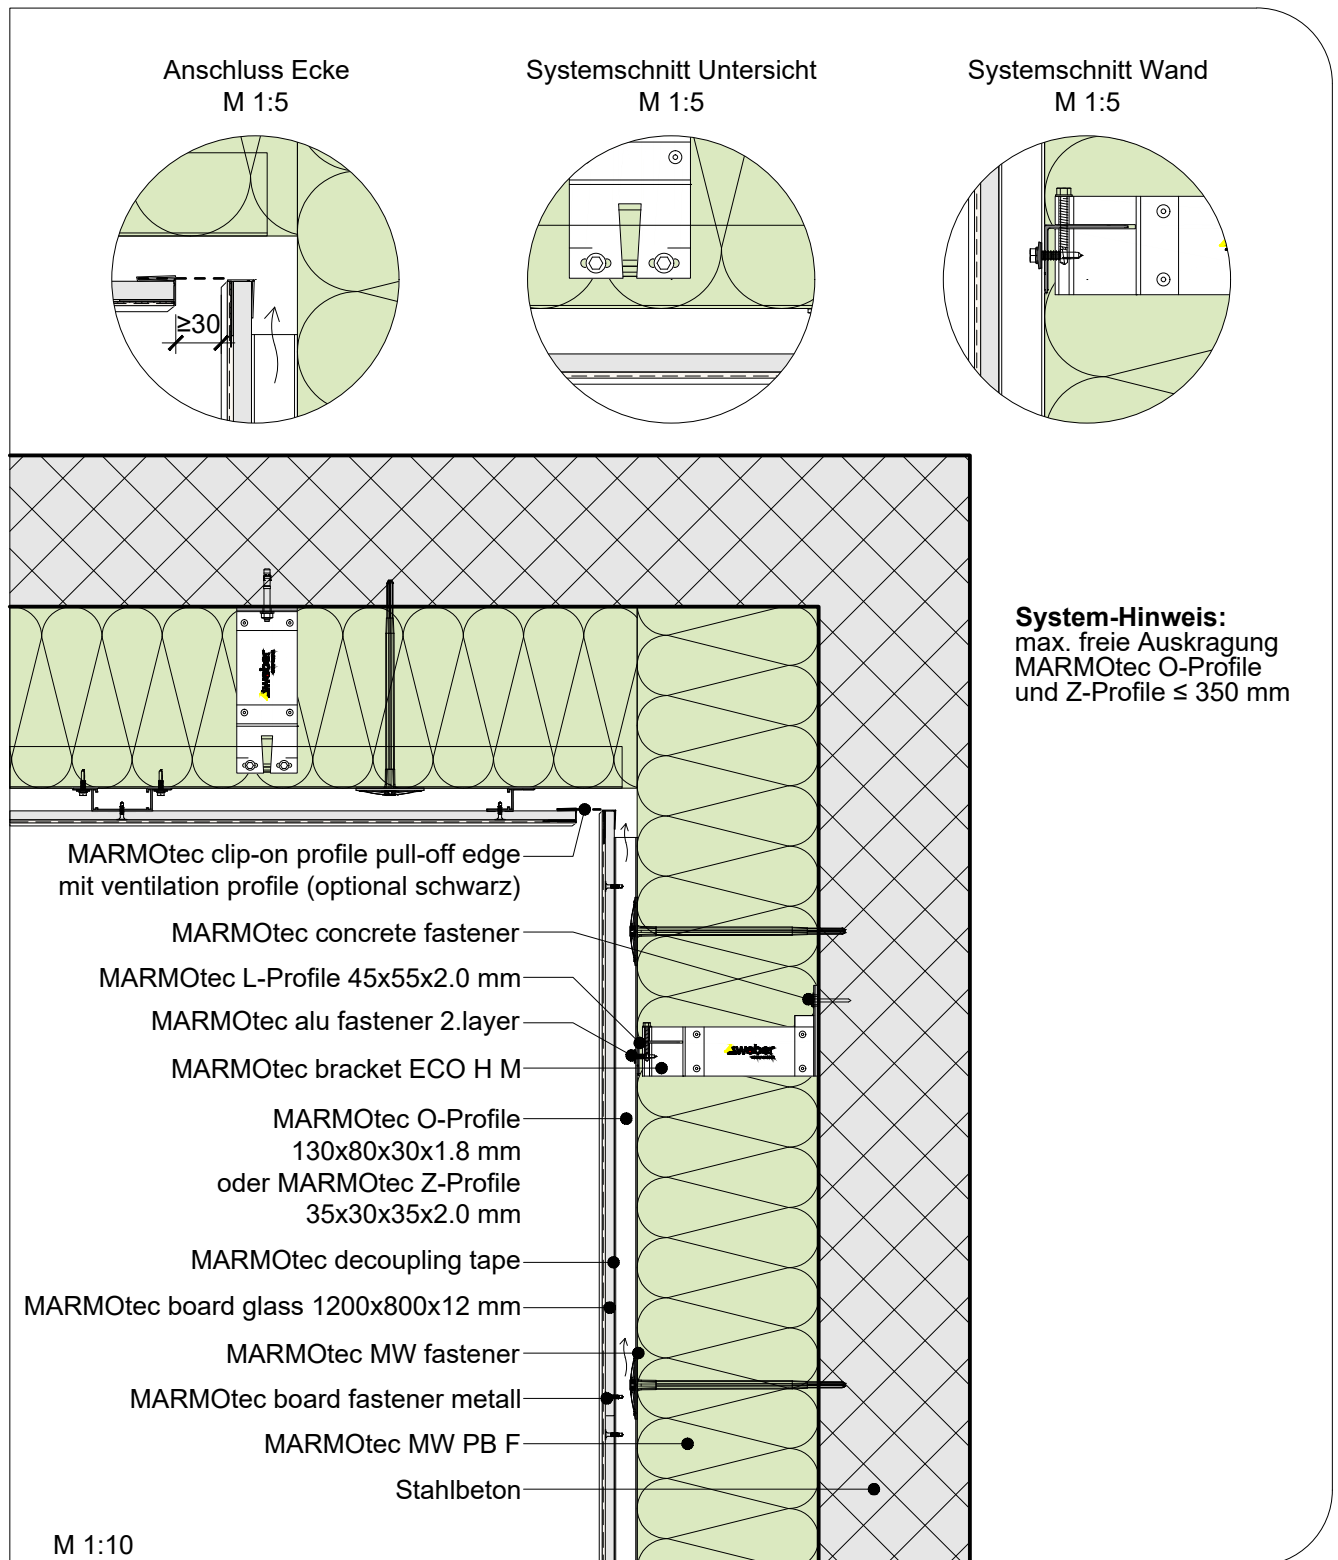 Anschluss Ecke
M 1:5
Systemschnitt Untersicht
M 1:5
Systemschnitt Wand
M 1:5
≥30
System-Hinweis:
max. freie Auskragung
MARMOtec O-Profile
und Z-Profile ≤ 350 mm
weber
MARMOtec clip-on profile pull-off edge
mit ventilation profile (optional schwarz)
MARMOtec concrete fastener
MARMOtec L-Profile 45x55x2.0 mm
MARMOtec alu fastener 2.layer
weber
MARMOtec bracket ECO H M
MARMOtec O-Profile
130x80x30x1.8 mm
oder MARMOtec Z-Profile
35x30x35x2.0 mm
MARMOtec decoupling tape
MARMOtec board glass 1200x800x12 mm
MARMOtec MW fastener
MARMOtec board fastener metall
MARMOtec MW PB F
Stahlbeton
M 1:10